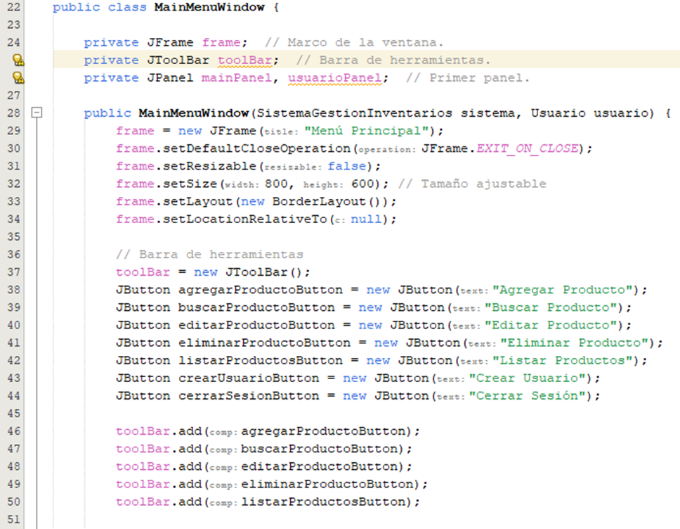 22 public class MainMenuWindow {
23
24 private JFrame frame; // Marco de la ventana.
private JToolBar toolBar; // Barra de herramientas.
private JPanel mainPanel, usuarioPanel; // Primer panel.
27
28 public MainMenuWindow(SistemaGestionInventarios sistema, Usuario usuario) {
29 frame = new JFrame(title: "Menú Principal");
30 frame.setDefaultCloseOperation(operation: JFrame.EXIT_ON_CLOSE);
31 frame.setResizable(resizable: false);
32 frame.setSize(width: 800, height: 600); // Tamaño ajustable
33 frame.setLayout(new BorderLayout());
34 frame.setLocationRelativeTo(c: null);
35
36 // Barra de herramientas
37 toolBar = new JToolBar();
38 JButton agregarProductoButton = new JButton(text: "Agregar Producto");
39 JButton buscarProductoButton = new JButton(text: "Buscar Producto");
40 JButton editarProductoButton = new JButton(text: "Editar Producto");
41 JButton eliminarProductoButton = new JButton(text: "Eliminar Producto");
42 JButton listarProductosButton = new JButton(text: "Listar Productos");
43 JButton crearUsuarioButton = new JButton(text: "Crear Usuario");
44 JButton cerrarSesionButton = new JButton(text: "Cerrar Sesión");
45
46 toolBar.add(comp: agregarProductoButton);
47 toolBar.add(comp: buscarProductoButton);
48 toolBar.add(comp: editarProductoButton);
49 toolBar.add(comp: eliminarProductoButton);
50 toolBar.add(comp: listarProductosButton);
51